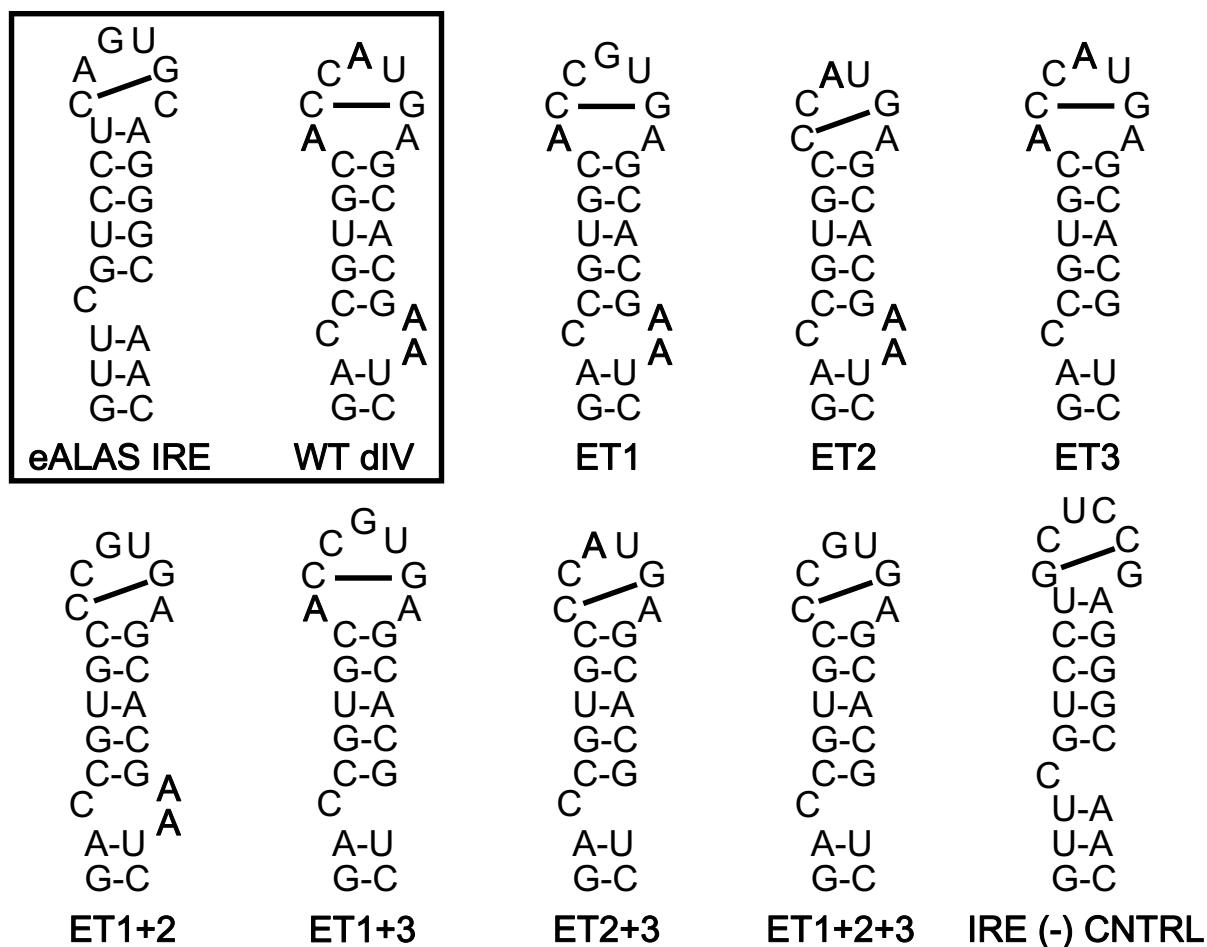 G U
A G
C C
U-A
C-G
C-G
U-G
G-C
C
U-A
U-A
G-C
eALAS IRE
A
C U
C G
A A
C-G
G-C
U-A
G-C
C-G
A
C
A
A-U
G-C
WT dIV
G
C U
C G
A A
C-G
G-C
U-A
G-C
C-G
A
C
A
A-U
G-C
ET1
A U
C G
C A
C-G
G-C
U-A
G-C
C-G
A
C
A
A-U
G-C
ET2
A
C U
C G
A A
C-G
G-C
U-A
G-C
C-G
C
A-U
G-C
ET3
G U
C G
C A
C-G
G-C
U-A
G-C
C-G
A
C
A
A-U
G-C
ET1+2
G
C U
C G
A A
C-G
G-C
U-A
G-C
C-G
C
A-U
G-C
ET1+3
A U
C G
C A
C-G
G-C
U-A
G-C
C-G
C
A-U
G-C
ET2+3
G U
C G
C A
C-G
G-C
U-A
G-C
C-G
C
A-U
G-C
ET1+2+3
U C
C C
G G
U-A
C-G
C-G
U-G
G-C
C
U-A
U-A
G-C
IRE (-) CNTRL